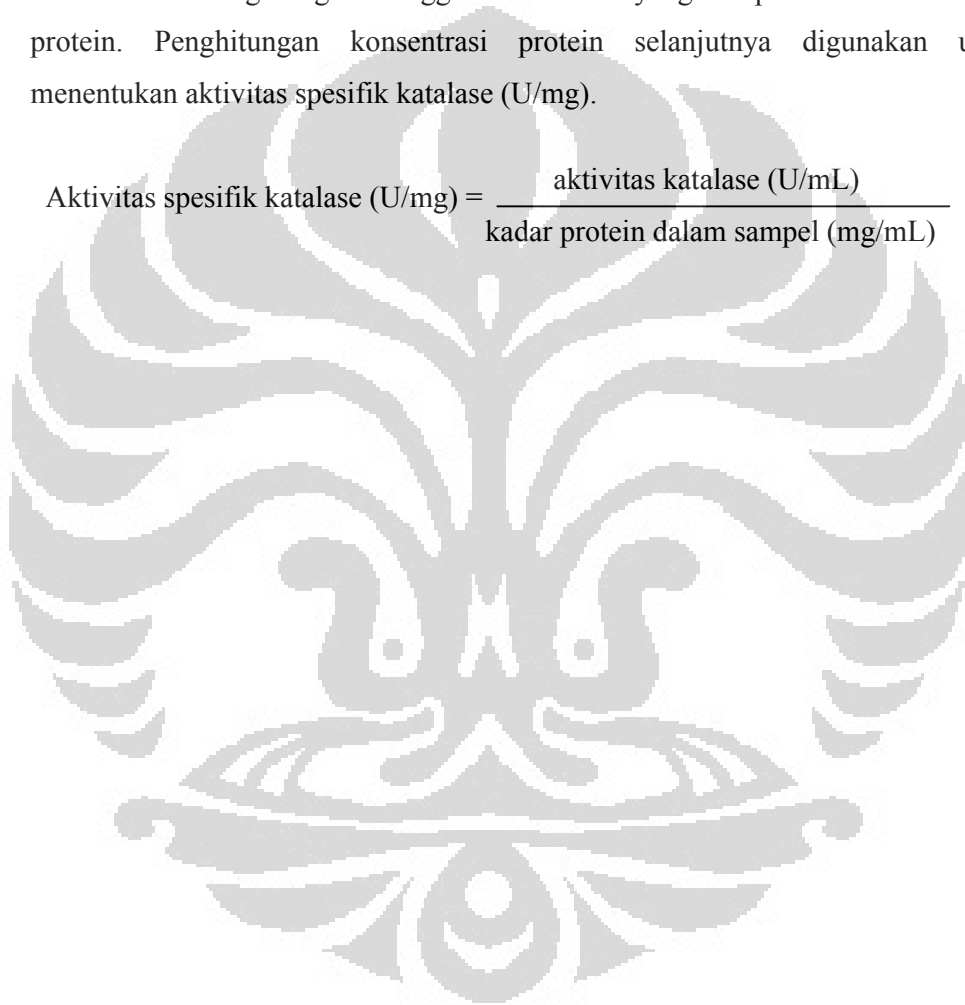 protein. Penghitungan konsentrasi protein selanjutnya digunakan
menentukan aktivitas spesifik katalase (U/mg).
Aktivitas spesifik katalase (U/mg) = aktivitas katalase (U/mL)
kadar protein dalam sampel (mg/mL)